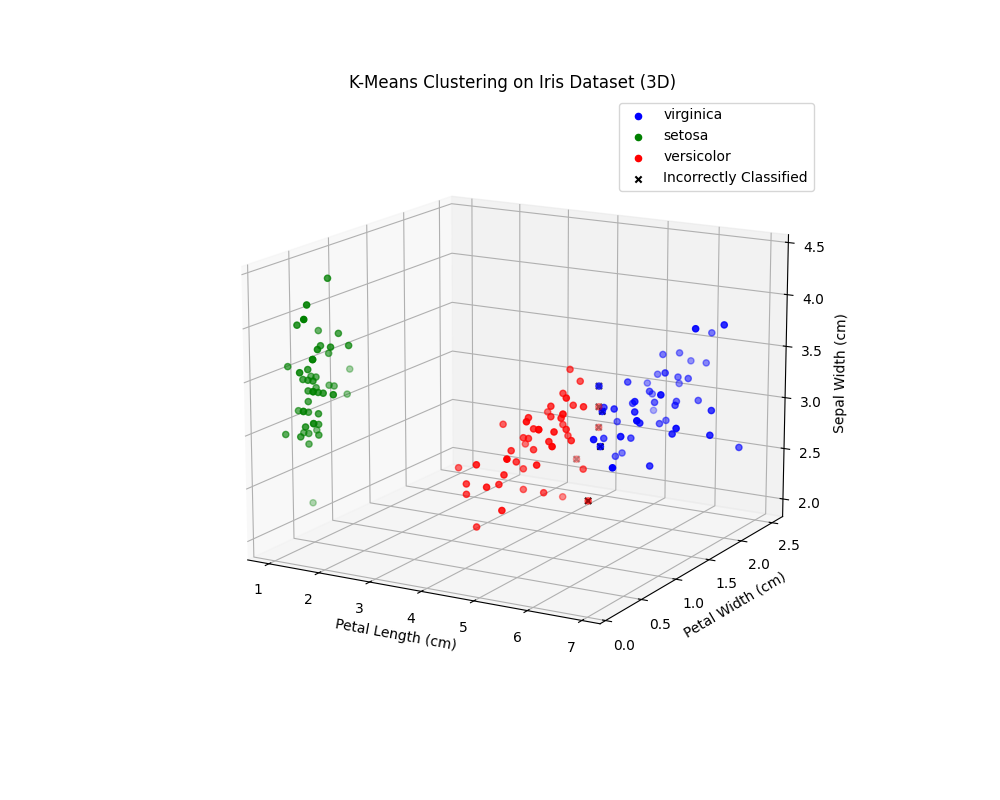 K-Means Clustering on Iris Dataset (3D)
virginica
setosa
versicolor
Incorrectly Classified
4.5
4.0
3.5
3.0
2.5
2.0
Sepal Width (cm)
2.5
2.0
1.5
1.0
0.5
0.0
Petal Width (cm)
1
2
3
4
5
6
7
Petal Length (cm)